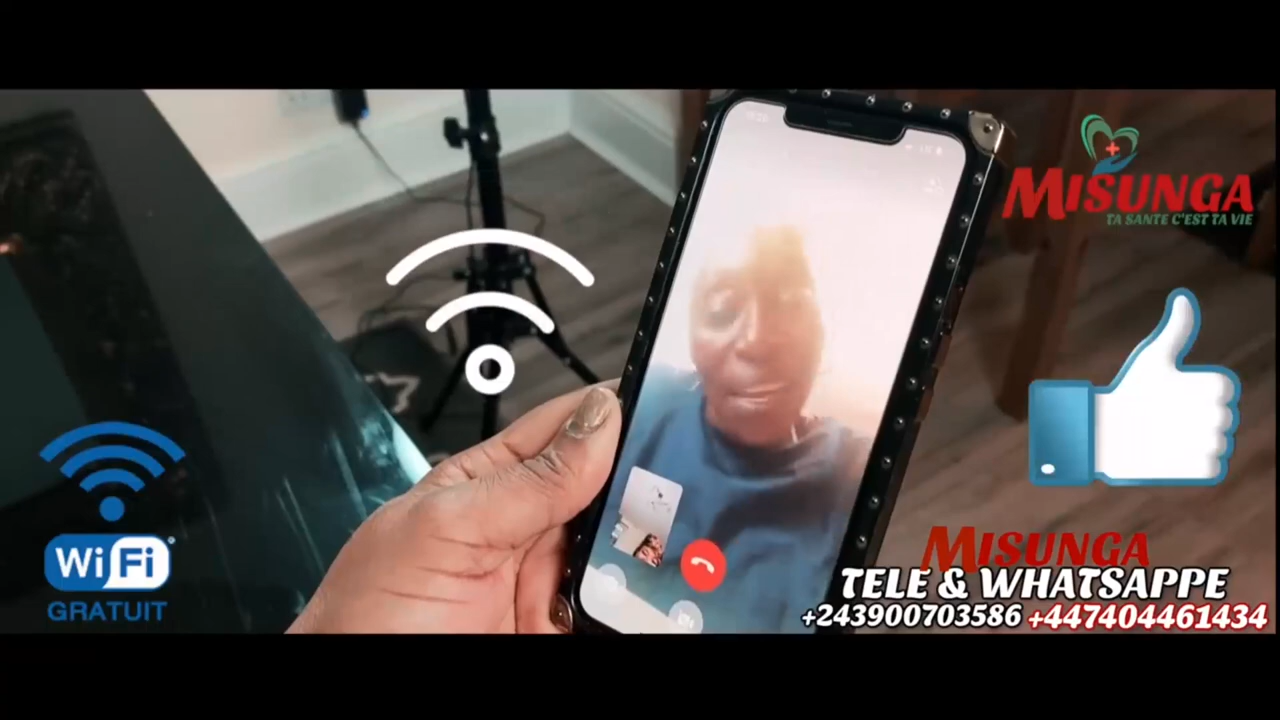 MISUNGA
TA SANTE C'EST TA VIE
WiFi
GRATUIT
MISUNGA
TELE & WHATSAPPE
+243900703586 +447404461434